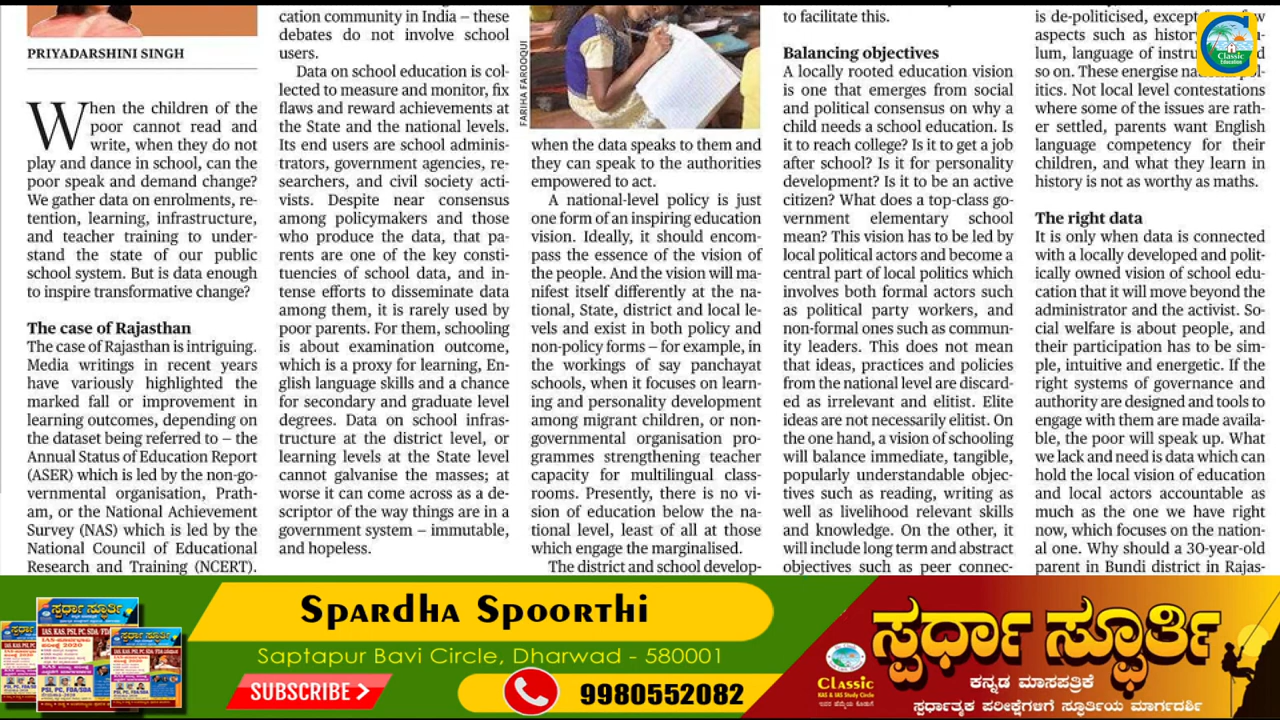 PRIYADARSHINI SINGH
When the children of the
poor cannot read and
write, when they do not
play and dance in school, can the
poor speak and demand change?
We gather data on enrolments, re-
tention, learning, infrastructure,
and teacher training to under-
stand the state of our public
school system. But is data enough
to inspire transformative change?
The case of Rajasthan
The case of Rajasthan is intriguing.
Media writings in recent years
have variously highlighted the
marked fall or improvement in
learning outcomes, depending on
the dataset being referred to – the
Annual Status of Education Report
(ASER) which is led by the non-go-
vernmental organisation, Prath-
am, or the National Achievement
Survey (NAS) which is led by the
National Council of Educational
Research and Training (NCERT).
cation community in India – these
debates do not involve school
users.
Data on school education is col-
lected to measure and monitor, fix
flaws and reward achievements at
the State and the national levels.
Its end users are school adminis-
trators, government agencies, re-
searchers, and civil society acti-
vists. Despite near consensus
among policymakers and those
who produce the data, that pa-
rents are one of the key consti-
tuencies of school data, and in-
tense efforts to disseminate data
among them, it is rarely used by
poor parents. For them, schooling
is about examination outcome,
which is a proxy for learning, En-
glish language skills and a chance
for secondary and graduate level
degrees. Data on school infras-
tructure at the district level, or
learning levels at the State level
cannot galvanise the masses; at
worse it can come across as a de-
scriptor of the way things are in a
government system – immutable,
and hopeless.
FARIHA FAROOQUI
when the data speaks to them and
they can speak to the authorities
empowered to act.
A national-level policy is just
one form of an inspiring education
vision. Ideally, it should encom-
pass the essence of the vision of
the people. And the vision will ma-
nifest itself differently at the na-
tional, State, district and local le-
vels and exist in both policy and
non-policy forms – for example, in
the workings of say panchayat
schools, when it focuses on learn-
ing and personality development
among migrant children, or non-
governmental organisation pro-
grammes strengthening teacher
capacity for multilingual class-
rooms. Presently, there is no vi-
sion of education below the na-
tional level, least of all at those
which engage the marginalised.
The district and school develop-
to facilitate this.
Balancing objectives
A locally rooted education vision
is one that emerges from social
and political consensus on why a
child needs a school education. Is
it to reach college? Is it to get a job
after school? Is it for personality
development? Is it to be an active
citizen? What does a top-class go-
vernment elementary school
mean? This vision has to be led by
local political actors and become a
central part of local politics which
involves both formal actors such
as political party workers, and
non-formal ones such as commun-
ity leaders. This does not mean
that ideas, practices and policies
from the national level are discard-
ed as irrelevant and elitist. Elite
ideas are not necessarily elitist. On
the one hand, a vision of schooling
will balance immediate, tangible,
popularly understandable objec-
tives such as reading, writing as
well as livelihood relevant skills
and knowledge. On the other, it
will include long term and abstract
objectives such as peer connec-
is de-politicised, except
aspects such as
lum, language of
so on. These energise
itics. Not local level contestations
where some of the issues are rath-
er settled, parents want English
language competency for their
children, and what they learn in
history is not as worthy as maths.
The right data
It is only when data is connected
with a locally developed and polit-
ically owned vision of school edu-
cation that it will move beyond the
administrator and the activist. So-
cial welfare is about people, and
their participation has to be sim-
ple, intuitive and energetic. If the
right systems of governance and
authority are designed and tools to
engage with them are made availa-
ble, the poor will speak up. What
we lack and need is data which can
hold the local vision of education
and local actors accountable as
much as the one we have right
now, which focuses on the nation-
al one. Why should a 30-year-old
parent in Bundi district in Rajas-
Classic
Education
Spardha Spoorthi
Saptapur Bavi Circle, Dharwad - 580001
SUBSCRIBE
9980552082
Classic
KAS & IAS Study Circle
ಸ್ಪರ್ಧಾ ಸ್ಫೂರ್ತಿ
ಕನ್ನಡ ಮಾಸಪತ್ರಿಕೆ
ಸ್ಪರ್ಧಾತ್ಮಕ ಪರೀಕ್ಷೆಗಳಿಗೆ ಸ್ಫೂರ್ತಿಯ ಮಾರ್ಗದರ್ಶಿ